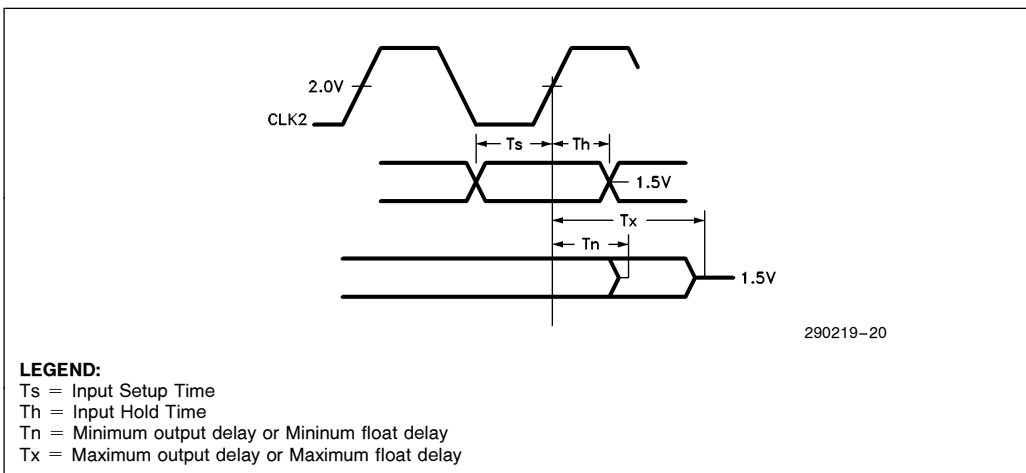 2.0V
CLK2
Ts
Th
1.5V
Tx
Tn
1.5V
290219–20
LEGEND:
Ts = Input Setup Time
Th = Input Hold Time
Tn = Minimum output delay or Mininum float delay
Tx = Maximum output delay or Maximum float delay